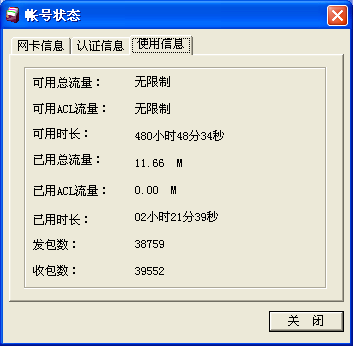 帐号状态
网卡信息 认证信息 使用信息
可用总流量： 无限制
可用ACL流量： 无限制
可用时长： 480小时48分34秒
已用总流量： 11.66 M
已用ACL流量： 0.00 M
已用时长： 02小时21分39秒
发包数： 38759
收包数： 39552
关 闭